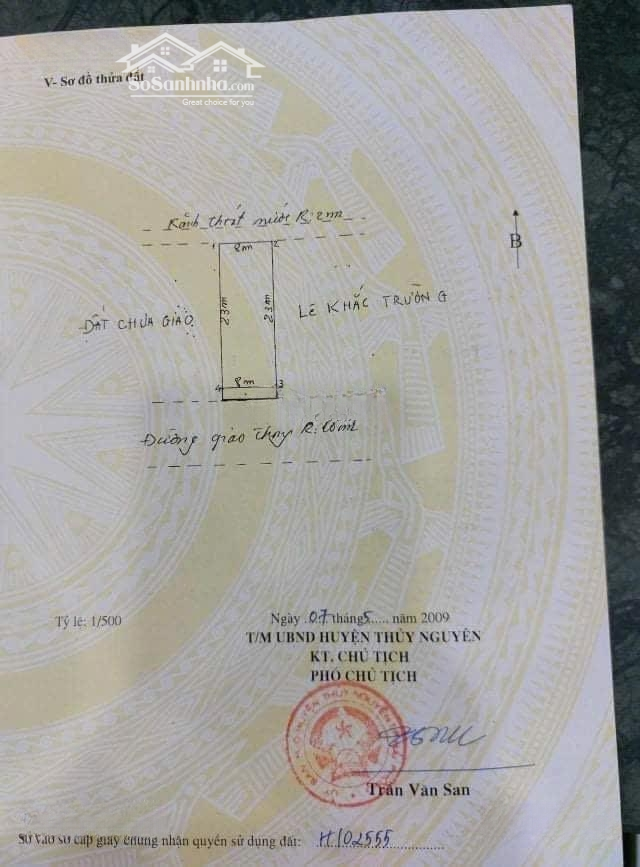 SoSanhnha.com
Great choice for you
V- Sơ đồ thửa đất
Rãnh thoát nước R: 2m
1 8m 2
B
23m 23m
ĐẤT CHƯA GIAO
LÊ KHẮC TRƯỜNG
4 8m 3
Đường giao thông R:
Tỷ lệ: 1/500
Ngày 07 tháng 5 năm 2009
T/M UBND HUYỆN THỦY NGUYÊN
KT. CHỦ TỊCH
PHÓ CHỦ TỊCH
Trần Văn San
Số vào sổ cấp giấy chứng nhận quyền sử dụng đất: H/02555